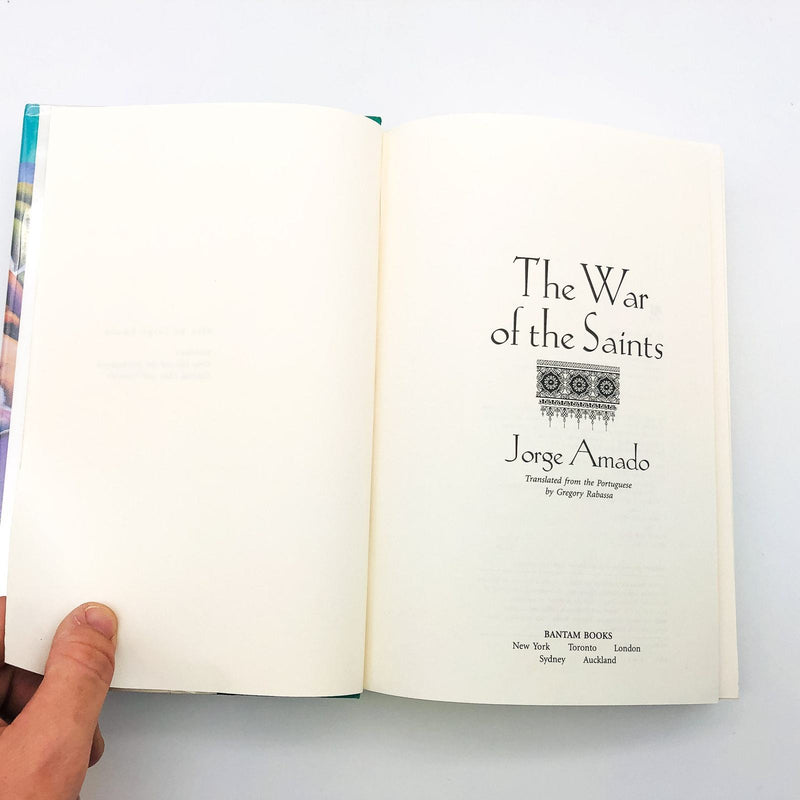 The War
of the Saints
Jorge Amado
Translated from the Portuguese
by Gregory Rabassa
BANTAM BOOKS
New York Toronto London
Sydney Auckland